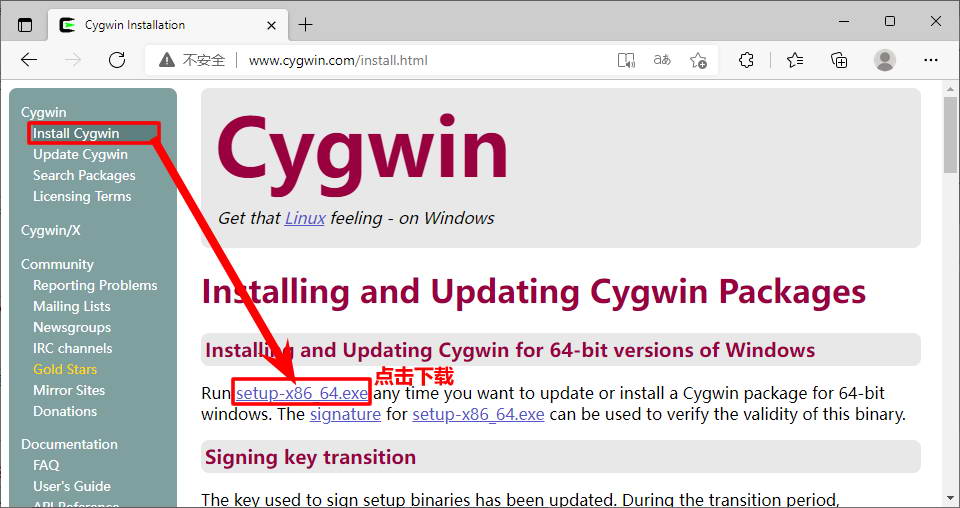 Cygwin Installation
不安全 www.cygwin.com/install.html
aあ
Cygwin
Install Cygwin
Update Cygwin
Search Packages
Licensing Terms
Cygwin/X
Community
Reporting Problems
Mailing Lists
Newsgroups
IRC channels
Gold Stars
Mirror Sites
Donations
Documentation
FAQ
User's Guide
API Reference
Cygwin
Get that Linux feeling - on Windows
Installing and Updating Cygwin Packages
Installing and Updating Cygwin for 64-bit versions of Windows
点击下载
Run setup-x86_64.exe any time you want to update or install a Cygwin package for 64-bit
windows. The signature for setup-x86_64.exe can be used to verify the validity of this binary.
Signing key transition
The key used to sign setup binaries has been updated. During the transition period,